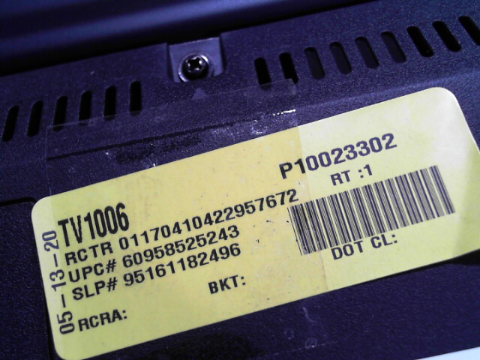 05-13-20
TV1006
P10023302
RCTR 01170410422957672
RT :1
UPC# 60958525243
SLP# 95161182496
BKT:
DOT CL:
RCRA: